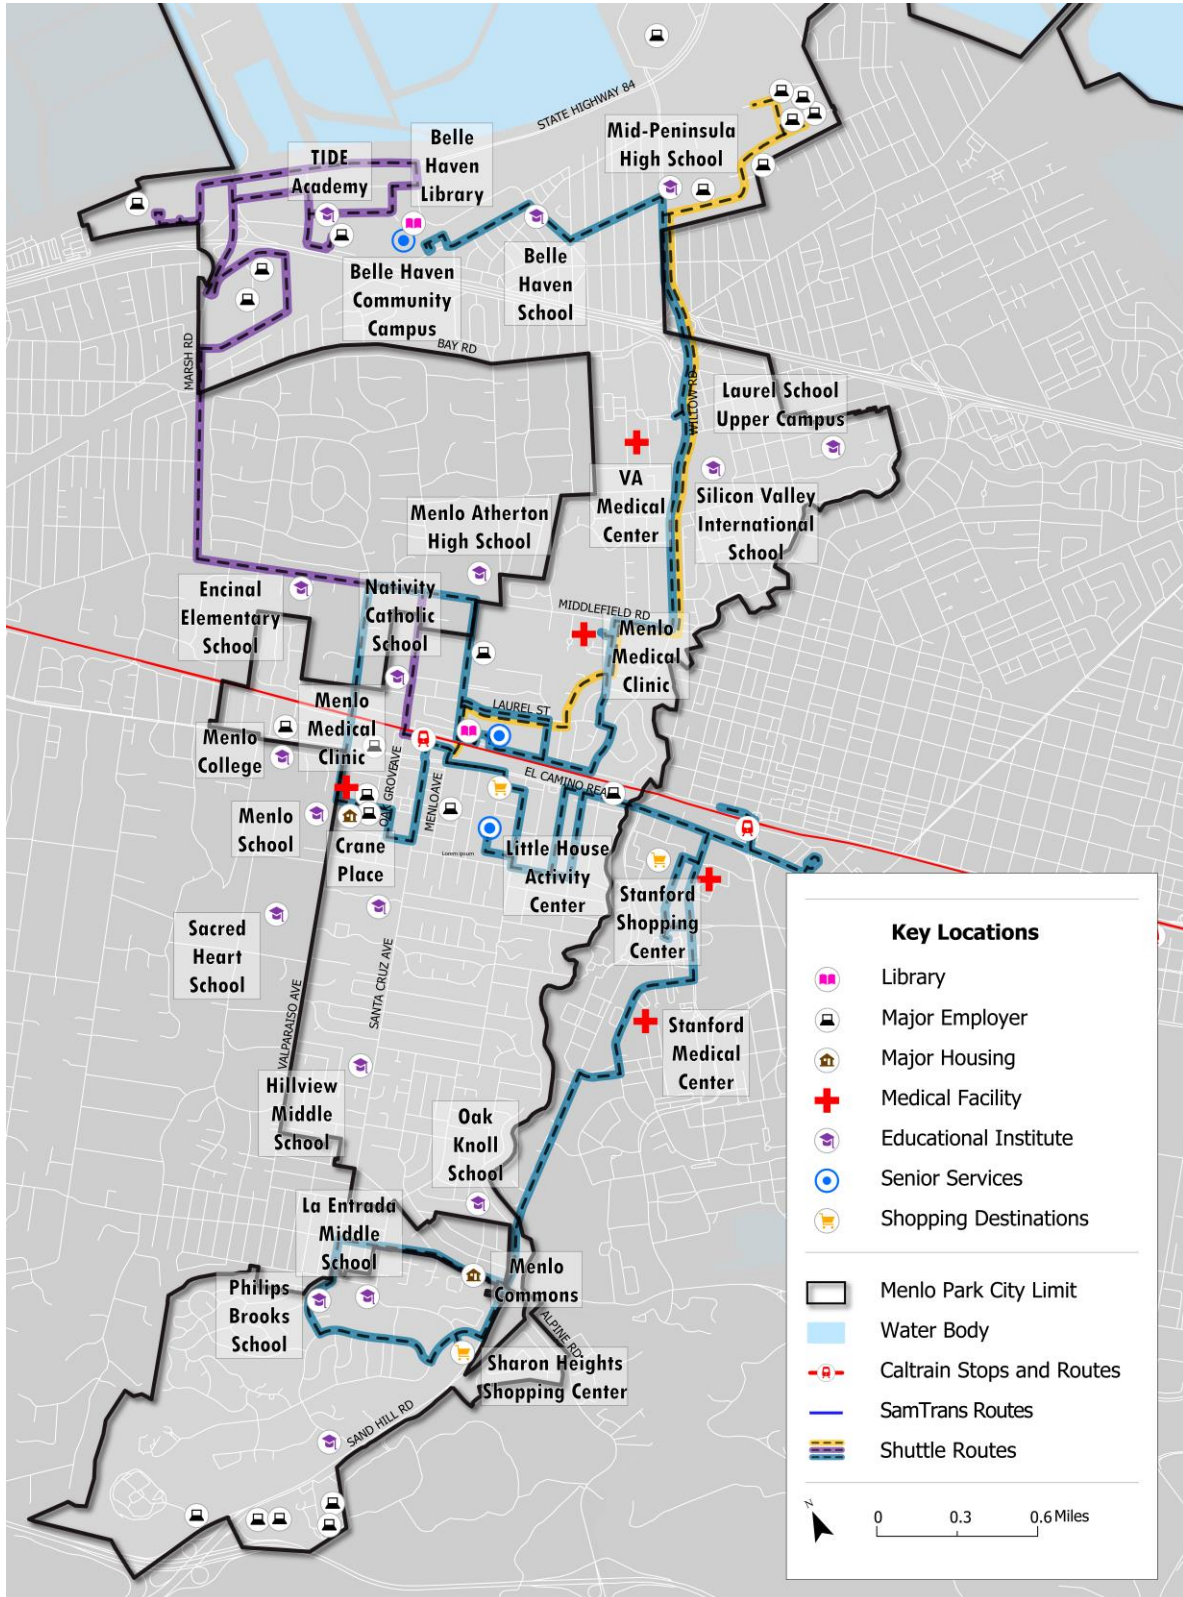 STATE HIGHWAY 84
Belle
Haven
Library
Mid-Peninsula
High School
TIDE
Academy
Belle Haven
Community
Campus
Belle
Haven
School
BAY RD
MARSH RD
WILLOW RD
Laurel School
Upper Campus
VA
Medical
Center
Silicon Valley
International
School
Menlo Atherton
High School
Encinal
Elementary
School
Nativity
Catholic
School
MIDDLEFIELD RD
Menlo
Medical
Clinic
LAUREL ST
Menlo
Medical
Clinic
Menlo
College
OAK GROVE AVE
MENLO AVE
EL CAMINO REA
Menlo
School
Crane
Place
Lorem ipsum
Little House
Activity
Center
Stanford
Shopping
Center
Sacred
Heart
School
SANTA CRUZ AVE
VALPARAISO AVE
Stanford
Medical
Center
Hillview
Middle
School
Oak
Knoll
School
La Entrada
Middle
School
Menlo
Commons
Philips
Brooks
School
ALPINE RD.
Sharon Heights
Shopping Center
SAND HILL RD
Key Locations
Library
Major Employer
Major Housing
Medical Facility
Educational Institute
Senior Services
Shopping Destinations
Menlo Park City Limit
Water Body
Caltrain Stops and Routes
SamTrans Routes
Shuttle Routes
N
0 0.3 0.6 Miles